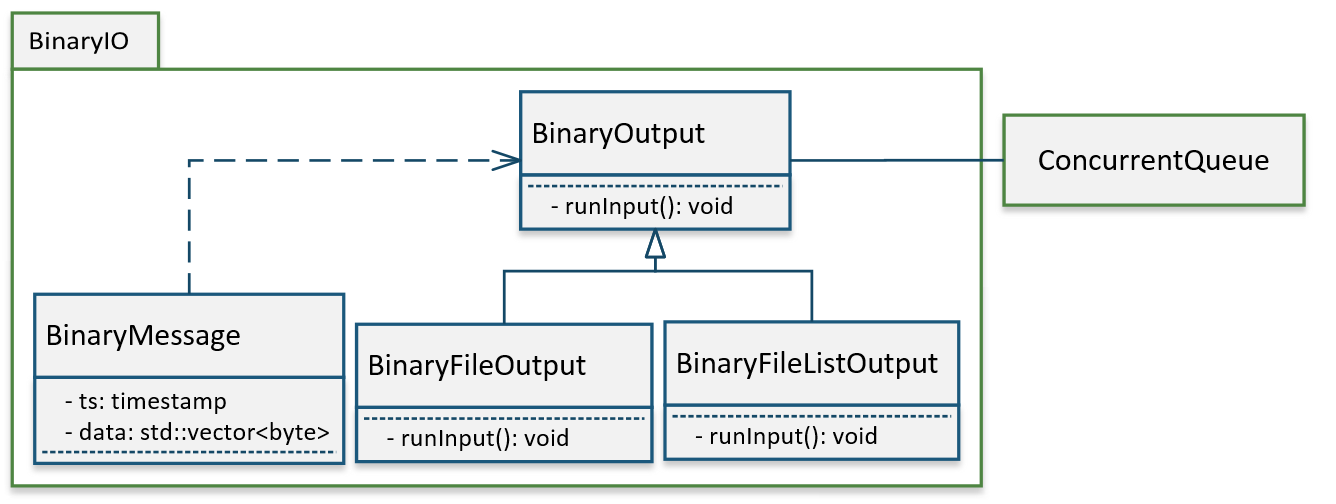 BinaryIO
BinaryOutput
- runInput(): void
ConcurrentQueue
BinaryMessage
- ts: timestamp
- data: std::vector<byte>
BinaryFileOutput
- runInput(): void
BinaryFileListOutput
- runInput(): void